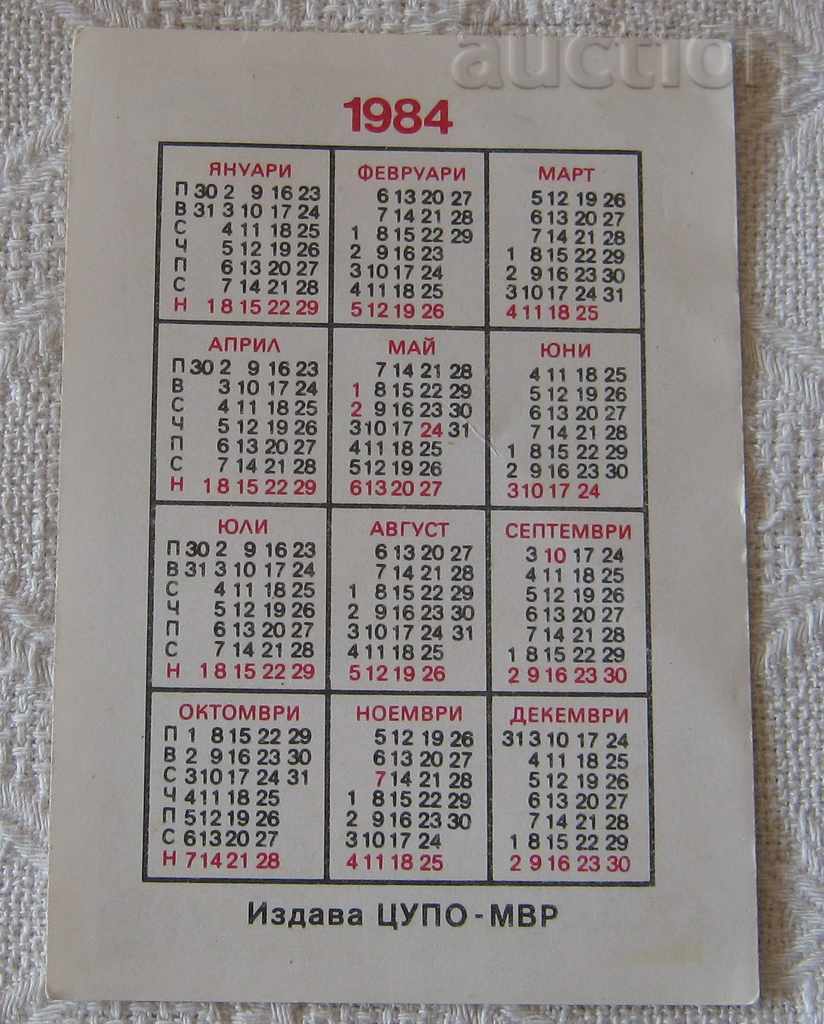 auction
1984
ЯНУАРИ ФЕВРУАРИ МАРТ
П 30 2 9 16 23 6 13 20 27 5 12 19 26
В 31 3 10 17 24 7 14 21 28 6 13 20 27
С 4 11 18 25 1 8 15 22 29 7 14 21 28
Ч 5 12 19 26 2 9 16 23 1 8 15 22 29
П 6 13 20 27 3 10 17 24 2 9 16 23 30
С 7 14 21 28 4 11 18 25 3 10 17 24 31
Н 1 8 15 22 29 5 12 19 26 4 11 18 25
АПРИЛ МАЙ ЮНИ
П 30 2 9 16 23 7 14 21 28 4 11 18 25
В 3 10 17 24 1 8 15 22 29 5 12 19 26
С 4 11 18 25 2 9 16 23 30 6 13 20 27
Ч 5 12 19 26 3 10 17 24 31 7 14 21 28
П 6 13 20 27 4 11 18 25 1 8 15 22 29
С 7 14 21 28 5 12 19 26 2 9 16 23 30
Н 1 8 15 22 29 6 13 20 27 3 10 17 24
ЮЛИ АВГУСТ СЕПТЕМВРИ
П 30 2 9 16 23 6 13 20 27 3 10 17 24
В 31 3 10 17 24 7 14 21 28 4 11 18 25
С 4 11 18 25 1 8 15 22 29 5 12 19 26
Ч 5 12 19 26 2 9 16 23 30 6 13 20 27
П 6 13 20 27 3 10 17 24 31 7 14 21 28
С 7 14 21 28 4 11 18 25 1 8 15 22 29
Н 1 8 15 22 29 5 12 19 26 2 9 16 23 30
ОКТОМВРИ НОЕМВРИ ДЕКЕМВРИ
П 1 8 15 22 29 5 12 19 26 31 3 10 17 24
В 2 9 16 23 30 6 13 20 27 4 11 18 25
С 3 10 17 24 31 7 14 21 28 5 12 19 26
Ч 4 11 18 25 1 8 15 22 29 6 13 20 27
П 5 12 19 26 2 9 16 23 30 7 14 21 28
С 6 13 20 27 3 10 17 24 1 8 15 22 29
Н 7 14 21 28 4 11 18 25 2 9 16 23 30
Издава ЦУПО - МВР